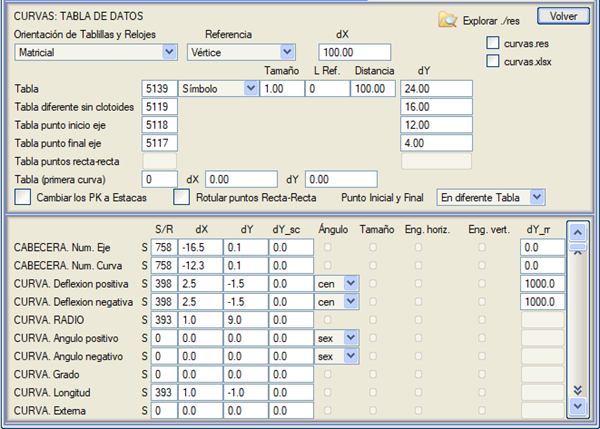 CURVAS: TABLA DE DATOS
Explorar ./res
Volver
Orientación de Tablillas y Relojes Referencia dX
Matricial Vértice 100.00
curvas.res
curvas.xlsx
Tamaño L Ref. Distancia dY
Tabla 5139 Símbolo 1.00 0 100.00 24.00
Tabla diferente sin clotoides 5119 16.00
Tabla punto inicio eje 5118 12.00
Tabla punto final eje 5117 4.00
Tabla puntos recta-recta
Tabla (primera curva) 0 dX 0.00 dY 0.00
Cambiar los PK a Estacas Rotular puntos Recta-Recta Punto Inicial y Final En diferente Tabla
S/R dX dY dY_sc Ángulo Tamaño Eng. horiz. Eng. vert. dY_rr
CABECERA. Num. Eje S 758 -16.5 0.1 0.0 0.0
CABECERA. Num. Curva S 758 -12.3 0.1 0.0 0.0
CURVA. Deflexion positiva S 398 2.5 -1.5 0.0 cen 1000.0
CURVA. Deflexion negativa S 398 2.5 -1.5 0.0 cen 1000.0
CURVA. RADIO S 393 1.0 9.0 0.0
CURVA. Angulo positivo S 0 0.0 0.0 0.0 sex
CURVA. Angulo negativo S 0 0.0 0.0 0.0 sex
CURVA. Grado S 0 0.0 0.0 0.0
CURVA. Longitud S 393 1.0 -1.0 0.0
CURVA. Externa S 0 0.0 0.0 0.0